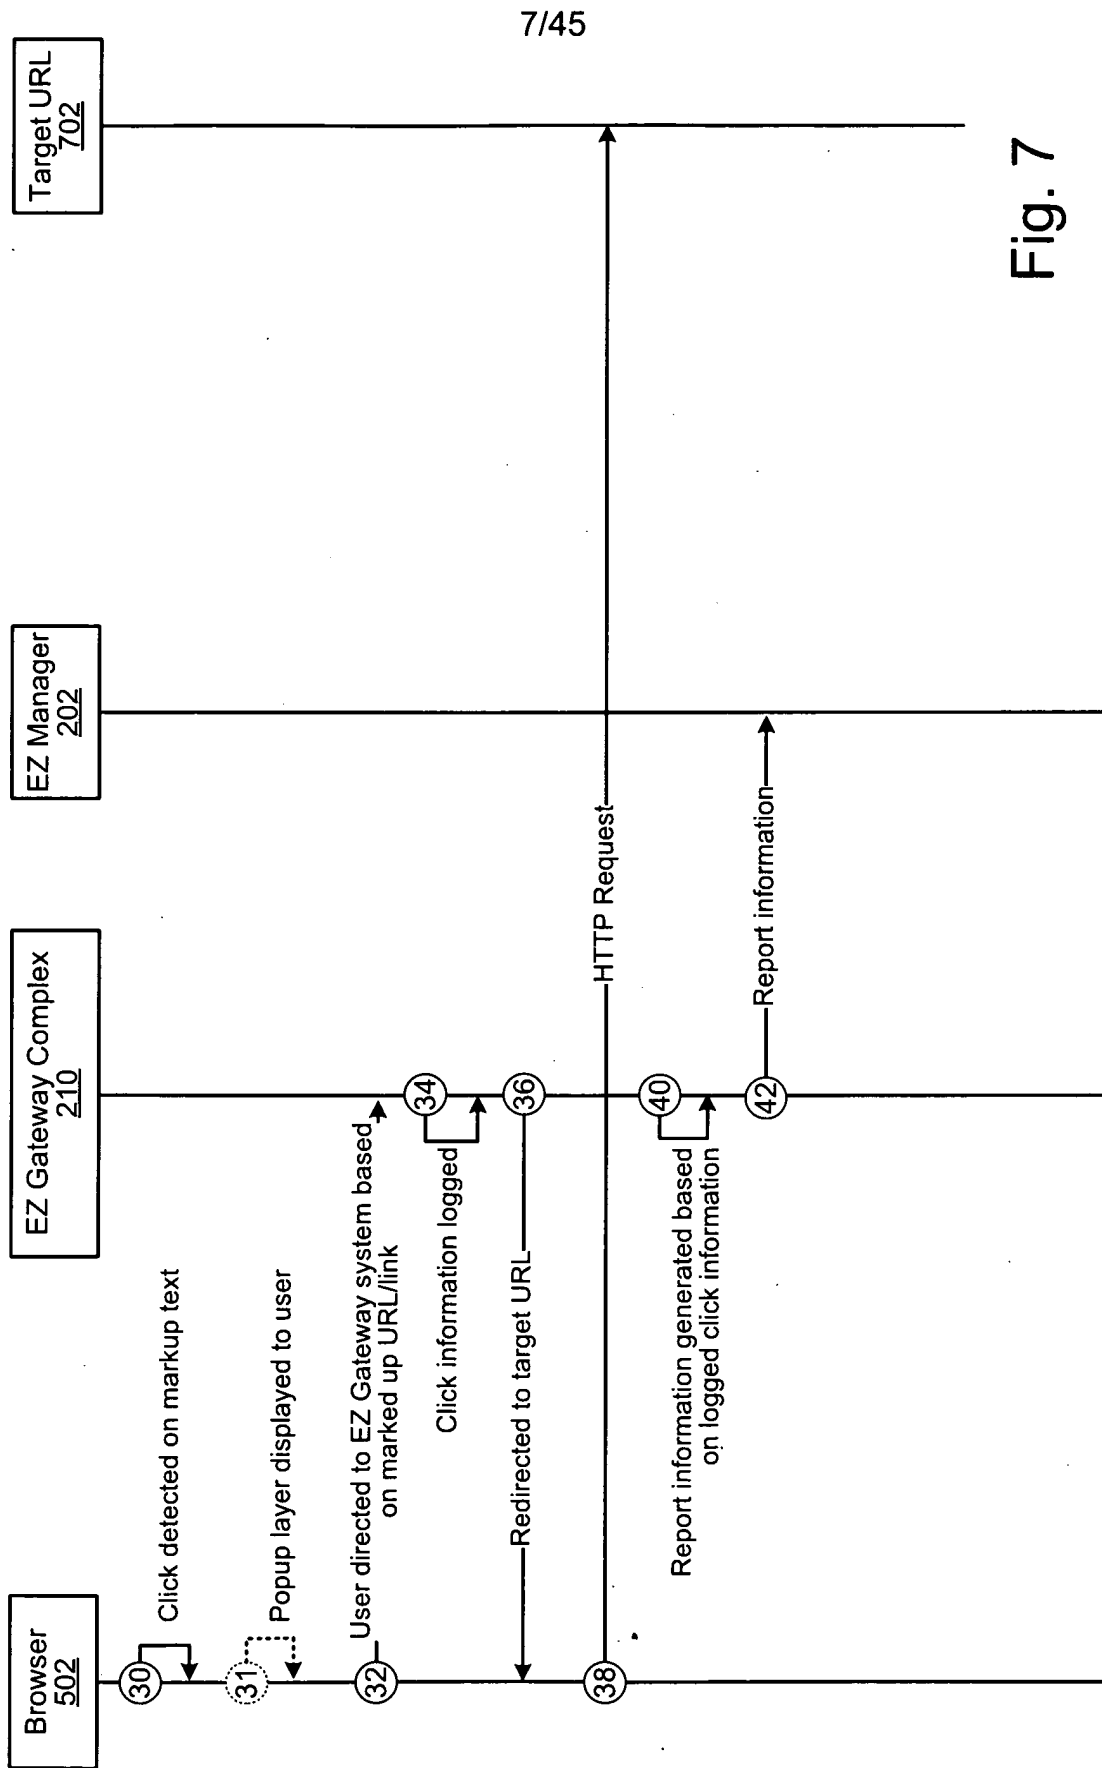 7/45
Browser
502
EZ Gateway Complex
210
EZ Manager
202
Target URL
702
30
Click detected on markup text
31
Popup layer displayed to user
32
User directed to EZ Gateway system based
on marked up URL/link
34
Click information logged
36
Redirected to target URL
38
HTTP Request
40
Report information generated based
on logged click information
42
Report information
Fig. 7